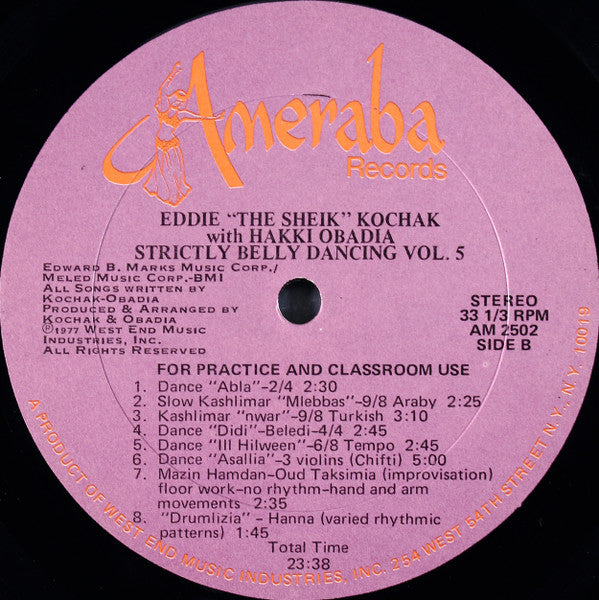 Ameraba
Records
EDDIE "THE SHEIK" KOCHAK
with HAKKI OBADIA
STRICTLY BELLY DANCING VOL. 5
Edward B. Marks Music Corp./
Meled Music Corp.-BMI
All Songs written by
Kochak-Obadia
Produced & Arranged by
Kochak & Obadia
Ⓟ1977 West End Music
Industries, Inc.
All Rights Reserved
STEREO
33 1/3 RPM
AM 2502
SIDE B
FOR PRACTICE AND CLASSROOM USE
1. Dance "Abla"-2/4 2:30
2. Slow Kashlimar "Mlebbas"-9/8 Araby 2:25
3. Kashlimar "nwar"-9/8 Turkish 3:10
4. Dance "Didi"-Beledi-4/4 2:45
5. Dance "Ill Hilween"-6/8 Tempo 2:45
6. Dance "Asallia"-3 violins (Chifti) 5:00
7. Mazin Hamdan-Oud Taksimia (improvisation)
floor work-no rhythm-hand and arm
movements 2:35
8. "Drumlizia" - Hanna (varied rhythmic
patterns) 1:45
Total Time
23:38
A PRODUCT OF WEST END MUSIC INDUSTRIES, INC. 254 WEST 54TH STREET N.Y., N.Y. 10019